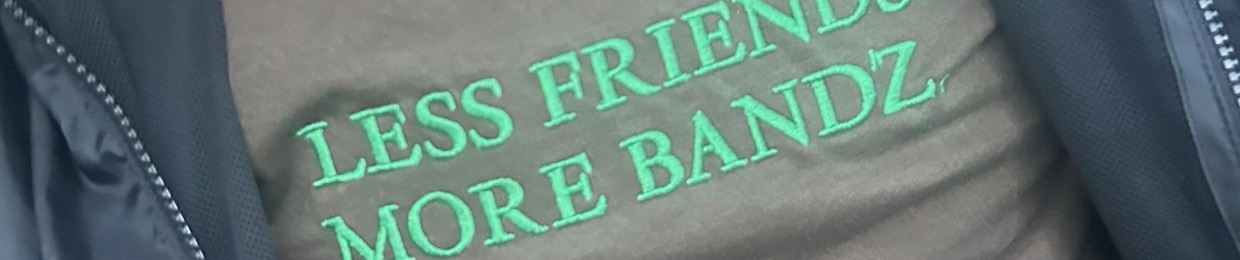 LESS FRIENDS
MORE BANDZ.